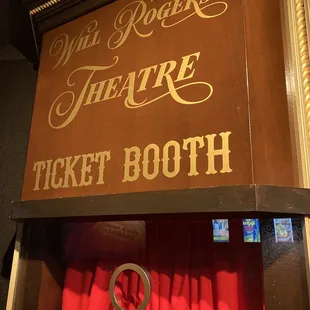 Will Rogers
THEATRE
TICKET BOOTH